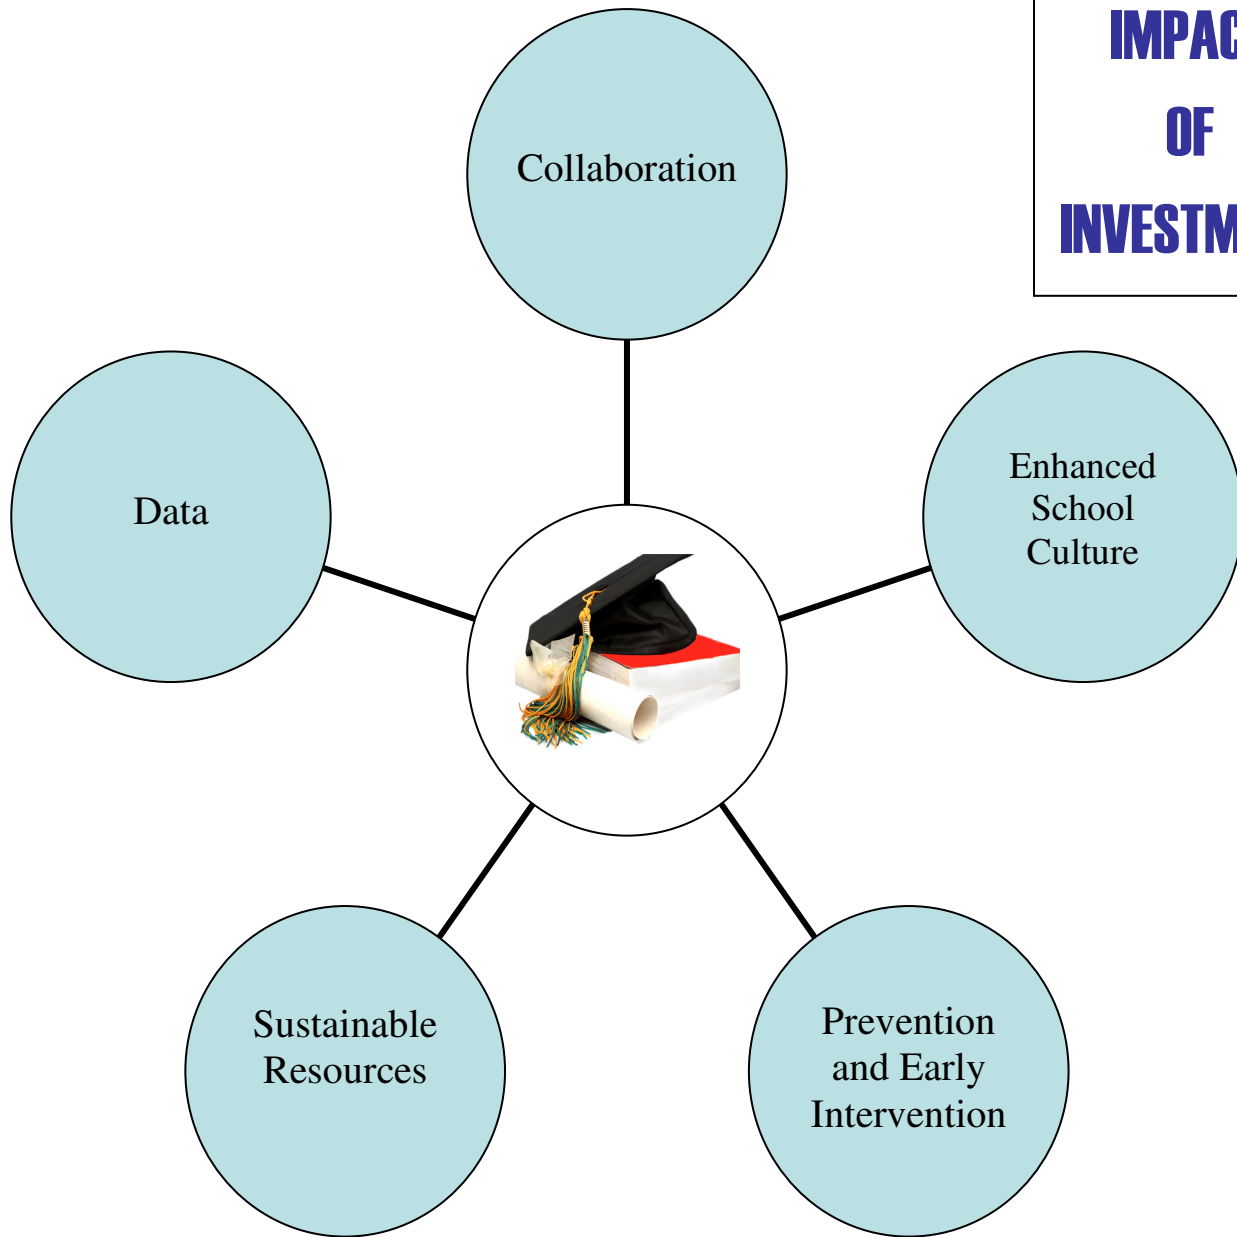 IMPAC
OF
INVESTM
Collaboration
Data
Enhanced
School
Culture
Sustainable
Resources
Prevention
and Early
Intervention